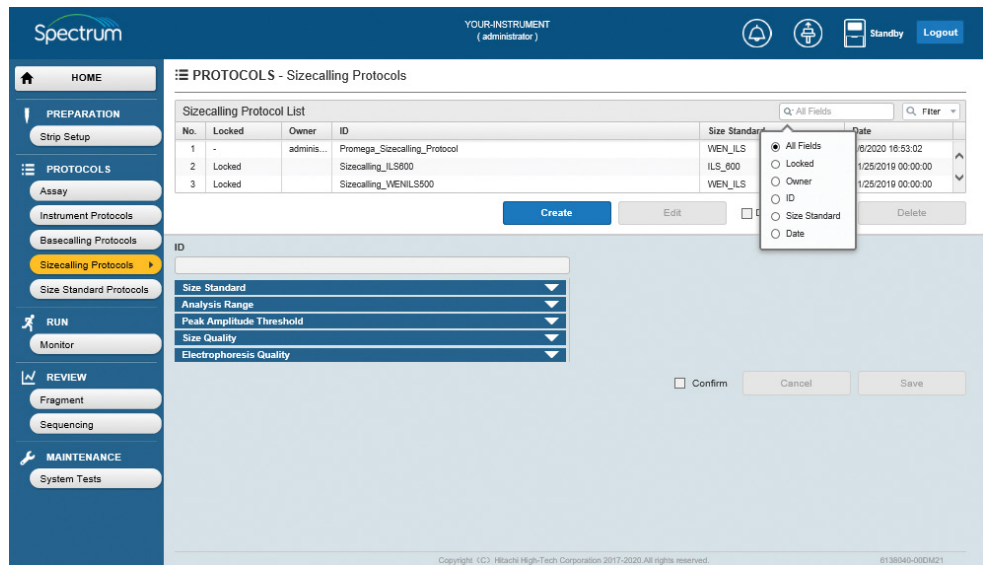 Spectrum
YOUR-INSTRUMENT
( administrator )
Standby
Logout
HOME
PROTOCOLS - Sizecalling Protocols
PREPARATION
Strip Setup
PROTOCOLS
Assay
Instrument Protocols
Basecalling Protocols
Sizecalling Protocols
Size Standard Protocols
RUN
Monitor
REVIEW
Fragment
Sequencing
MAINTENANCE
System Tests
Sizecalling Protocol List
All Fields
Filter
No. Locked Owner ID Size Standard Date
1 - adminis... Promega_Sizecalling_Protocol WEN_ILS /6/2020 16:53:02
2 Locked Sizecalling_ILS600 ILS_600 1/25/2019 00:00:00
3 Locked Sizecalling_WENILS500 WEN_ILS 1/25/2019 00:00:00
All Fields
Locked
Owner
ID
Size Standard
Date
Create Edit Delete
ID
Size Standard
Analysis Range
Peak Amplitude Threshold
Size Quality
Electrophoresis Quality
Confirm Cancel Save
Copyright (C) Hitachi High-Tech Corporation 2017-2020.All rights reserved.
6138040-00DM21